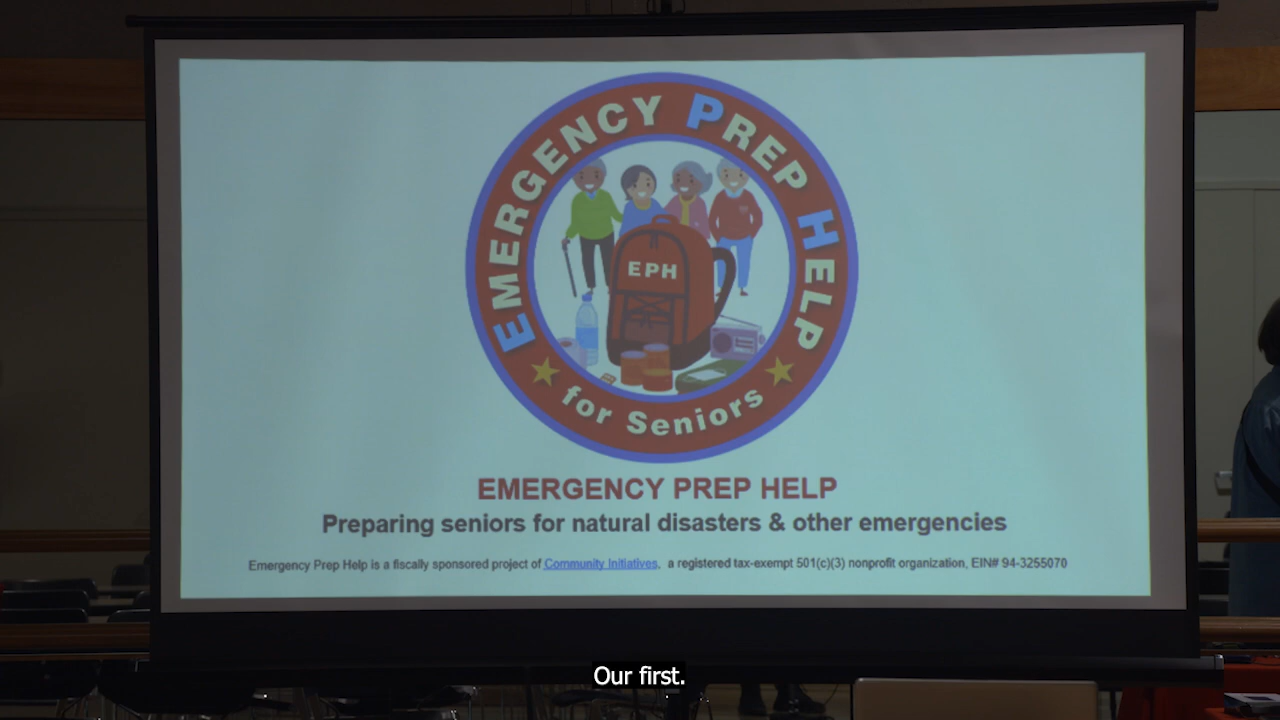 EMERGENCY PREP HELP
EPH
for Seniors
EMERGENCY PREP HELP
Preparing seniors for natural disasters & other emergencies
Emergency Prep Help is a fiscally sponsored project of Community Initiatives, a registered tax-exempt 501(c)(3) nonprofit organization, EIN# 94-3255070
Our first.